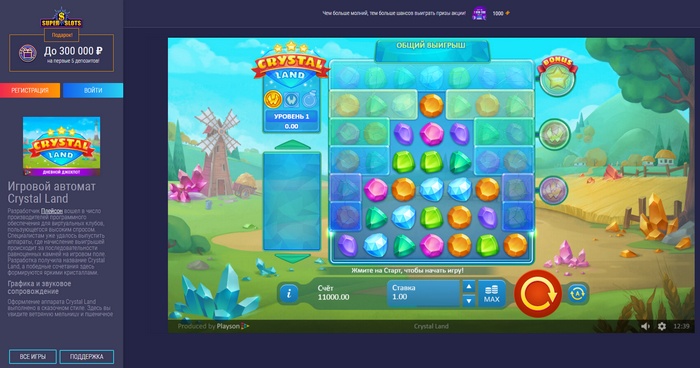 SUPER SLOTS
Подарок!
До 300 000 ₽
на первые 5 депозитов!
РЕГИСТРАЦИЯ
ВОЙТИ
CRYSTAL
LAND
ДНЕВНОЙ ДЖЕКПОТ
Игровой автомат
Crystal Land
Разработчик Плейсон вошел в число
производителей программного
обеспечения для виртуальных клубов,
пользующегося высоким спросом.
Специалистам уже удалось выпустить
аппараты, где начисление выигрышей
происходит за последовательности
равноценных камней на игровом поле.
Разработка получила название Crystal
Land, а победные сочетания здесь
формируются яркими кристаллами.
Графика и звуковое
сопровождение
Оформление аппарата Crystal Land
выполнено в сказочном стиле. Здесь вы
увидите ветряную мельницу и пшеничное
ВСЕ ИГРЫ
ПОДДЕРЖКА
Чем больше молний, тем больше шансов выиграть призы акции!
1000
ОБЩИЙ ВЫИГРЫШ
CRYSTAL
LAND
УРОВЕНЬ 1
0.00
BONUS
Жмите на Старт, чтобы начать игру!
Счёт
11000.00
Ставка
1.00
MAX
Produced by Playson
Crystal Land
12:39